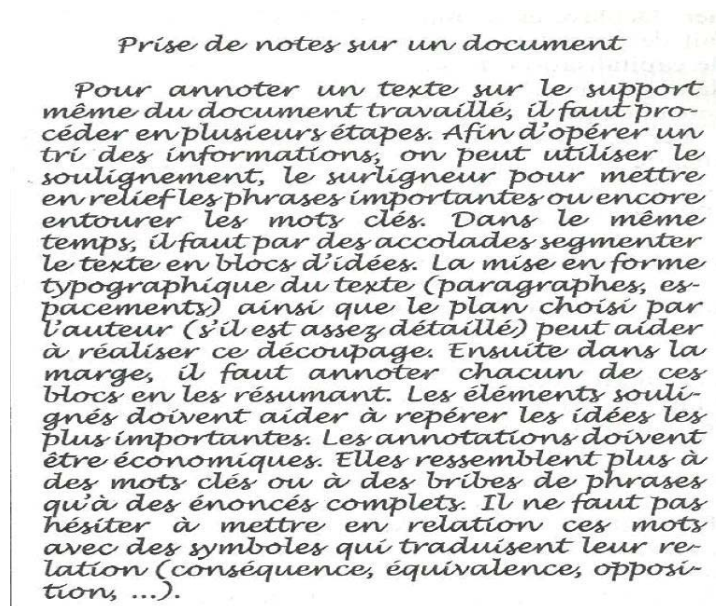 Prise de notes sur un document
Pour annoter un texte sur le support
même du document travaillé, il faut pro-
céder en plusieurs étapes. Afin d'opérer un
tri des informations, on peut utiliser le
soulignement, le surligneur pour mettre
en relief les phrases importantes ou encore
entourer les mots clés. Dans le même
temps, il faut par des accolades segmenter
le texte en blocs d'idées. La mise en forme
typographique du texte (paragraphes, es-
pacements) ainsi que le plan choisi par
l'auteur (s'il est assez détaillé) peut aider
à réaliser ce découpage. Ensuite dans la
marge, il faut annoter chacun de ces
blocs en les résumant. Les éléments souli-
gnés doivent aider à repérer les idées les
plus importantes. Les annotations doivent
être économiques. Elles ressemblent plus à
des mots clés ou à des bribes de phrases
qu'à des énoncés complets. Il ne faut pas
hésiter à mettre en relation ces mots
avec des symboles qui traduisent leur re-
lation (conséquence, équivalence, opposi-
tion, ...).